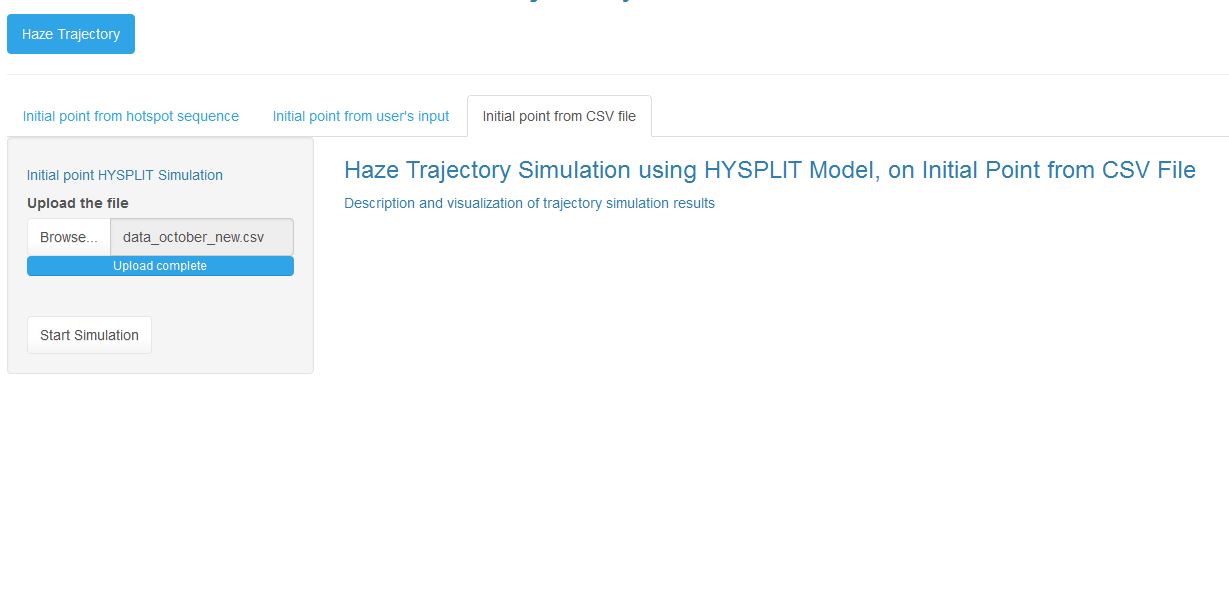 Haze Trajectory
Initial point from hotspot sequence
Initial point from user's input
Initial point from CSV file
Initial point HYSPLIT Simulation
Upload the file
Browse...
data_october_new.csv
Upload complete
Start Simulation
Haze Trajectory Simulation using HYSPLIT Model, on Initial Point from CSV File
Description and visualization of trajectory simulation results